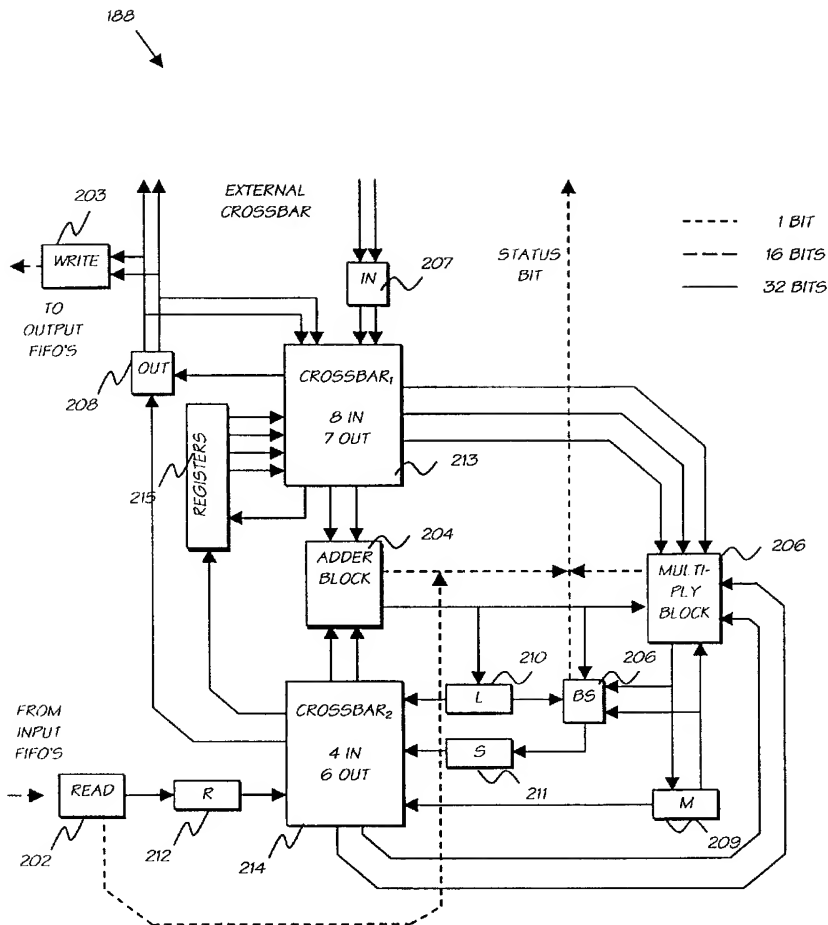 188
EXTERNAL
CROSSBAR
203
WRITE
TO
OUTPUT
FIFO'S
IN
207
STATUS
BIT
1 BIT
16 BITS
32 BITS
OUT
208
CROSSBAR1
8 IN
7 OUT
213
REGISTERS
215
204
ADDER
BLOCK
206
MULTI-
PLY
BLOCK
210
L
206
BS
CROSSBAR2
4 IN
6 OUT
S
211
FROM
INPUT
FIFO'S
READ
202
R
212
214
M
209